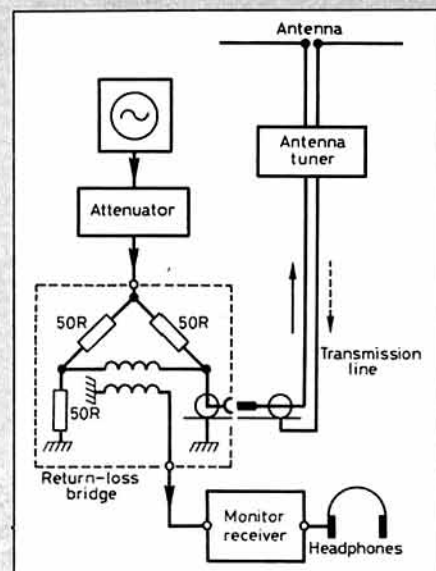 Antenna
Antenna
tuner
Attenuator
50R
50R
50R
Transmission
line
Return-loss
bridge
Monitor
receiver
Headphones